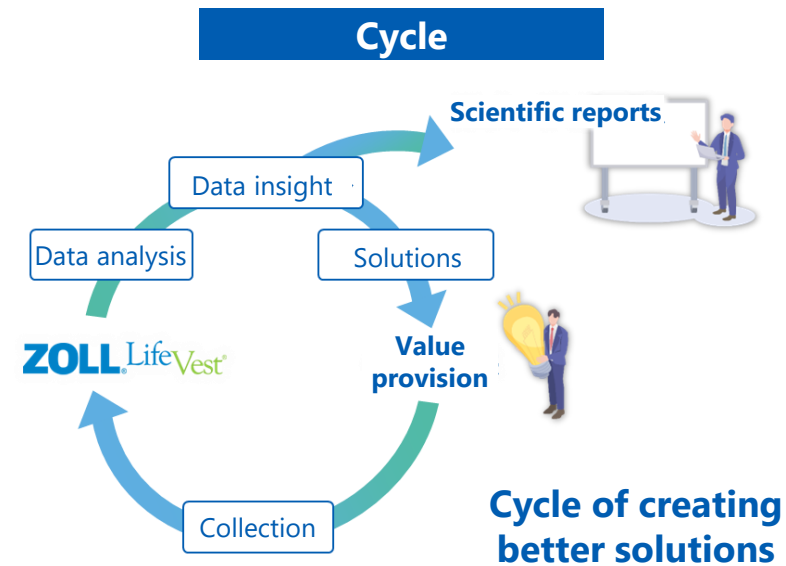 Cycle
Scientific reports
Data insight
Data analysis
Solutions
ZOLL. LifeVest®
Value
provision
Collection
Cycle of creating
better solutions